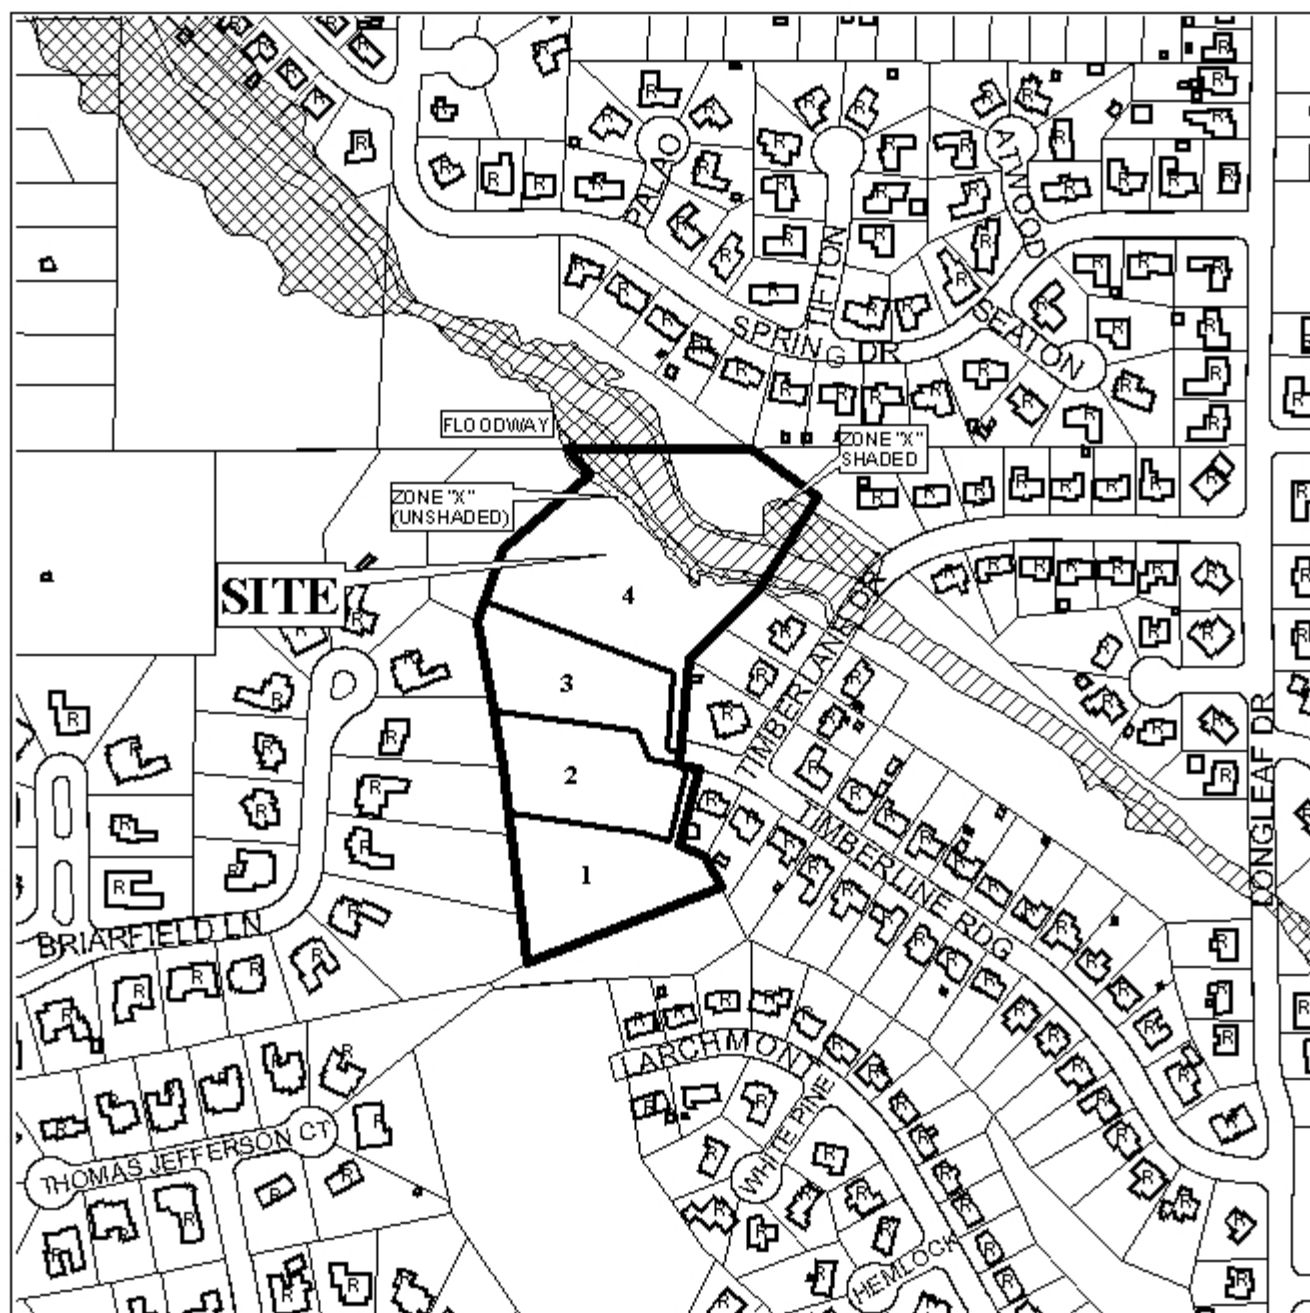 PALAO
ATWOOD
TIFTON
SEATON
SPRING DR
FLOODWAY
ZONE "X"
SHADED
ZONE "X"
(UNSHADED)
SITE
4
3
2
1
TIMBERLANE DR
TIMBERLINE RDG
LONGLEAF DR
BRIARFIELD LN
LARCHMONT
WHITE PINE
THOMAS JEFFERSON CT
HEMLOCK